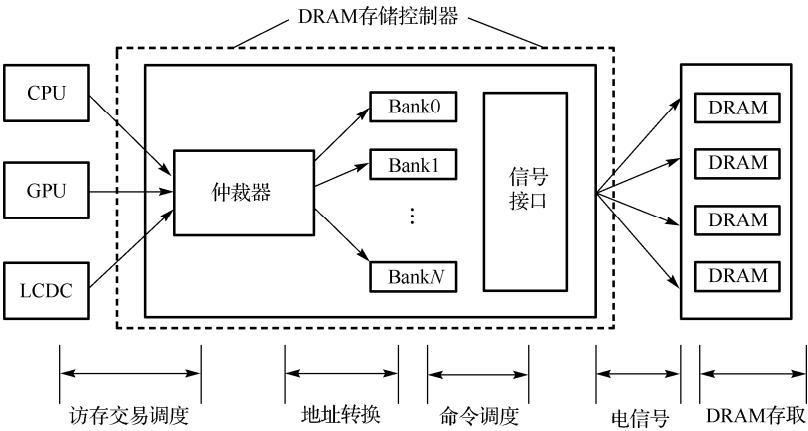 DRAM存储控制器
CPU
GPU
LCDC
仲裁器
Bank0
Bank1
⋮
BankN
信号
接口
DRAM
DRAM
DRAM
DRAM
访存交易调度
地址转换
命令调度
电信号
DRAM存取